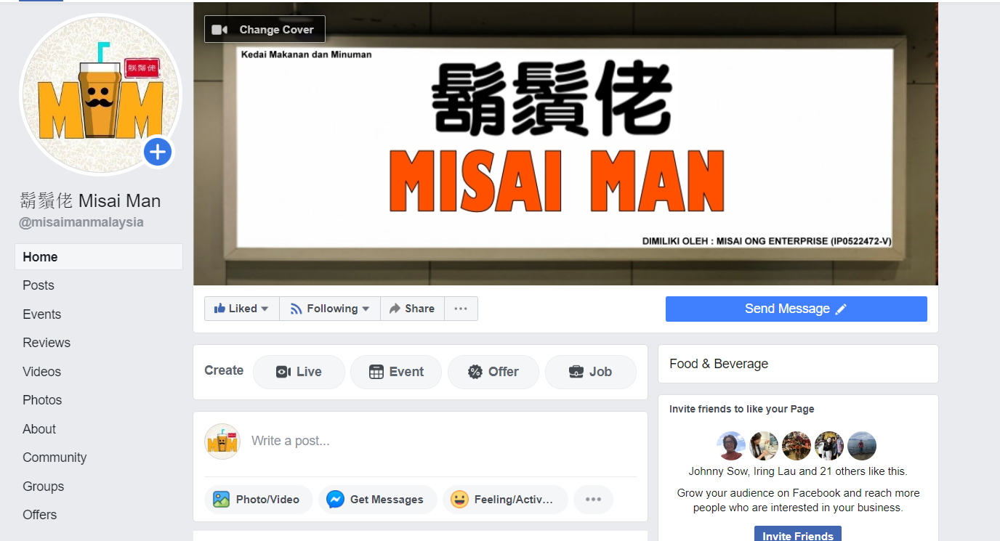 Change Cover
Kedai Makanan dan Minuman
鬍鬚佬
MISAI MAN
DIMILIKI OLEH : MISAI ONG ENTERPRISE (IP0522472-V)
鬍鬚佬
M M
鬍鬚佬 Misai Man
@misaimanmalaysia
Home
Posts
Events
Reviews
Videos
Photos
About
Community
Groups
Offers
Liked
Following
Share
Send Message
Create
Live
Event
Offer
Job
Write a post...
Photo/Video
Get Messages
Feeling/Activ...
Food & Beverage
Invite friends to like your Page
Johnny Sow, Iring Lau and 21 others like this.
Grow your audience on Facebook and reach more
people who are interested in your business.
Invite Friends